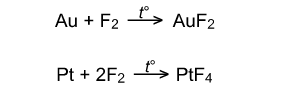 Au + F₂ —t°→ AuF₂
Pt + 2F₂ —t°→ PtF₄